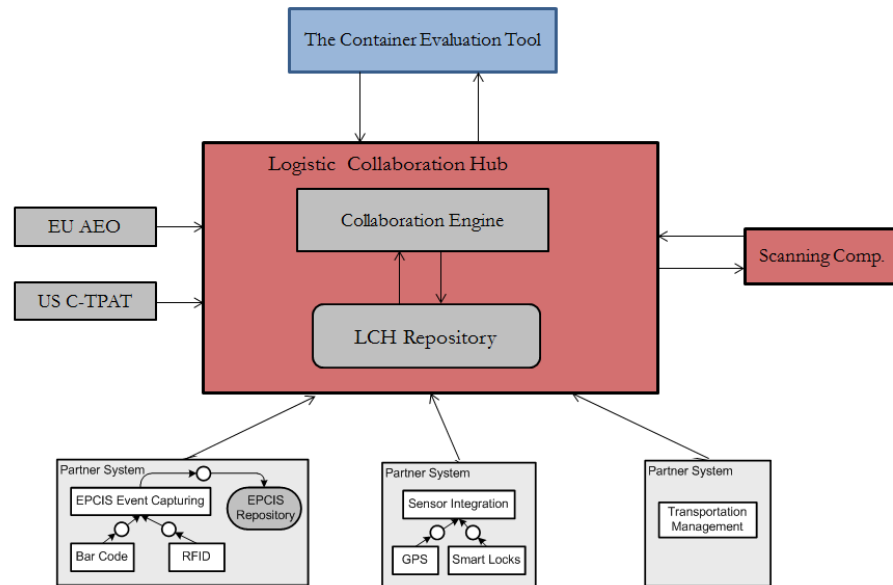 The Container Evaluation Tool
Logistic Collaboration Hub
Collaboration Engine
EU AEO
Scanning Comp.
US C-TPAT
LCH Repository
Partner System
EPCIS Event Capturing
EPCIS
Repository
Bar Code
RFID
Partner System
Sensor Integration
GPS
Smart Locks
Partner System
Transportation
Management